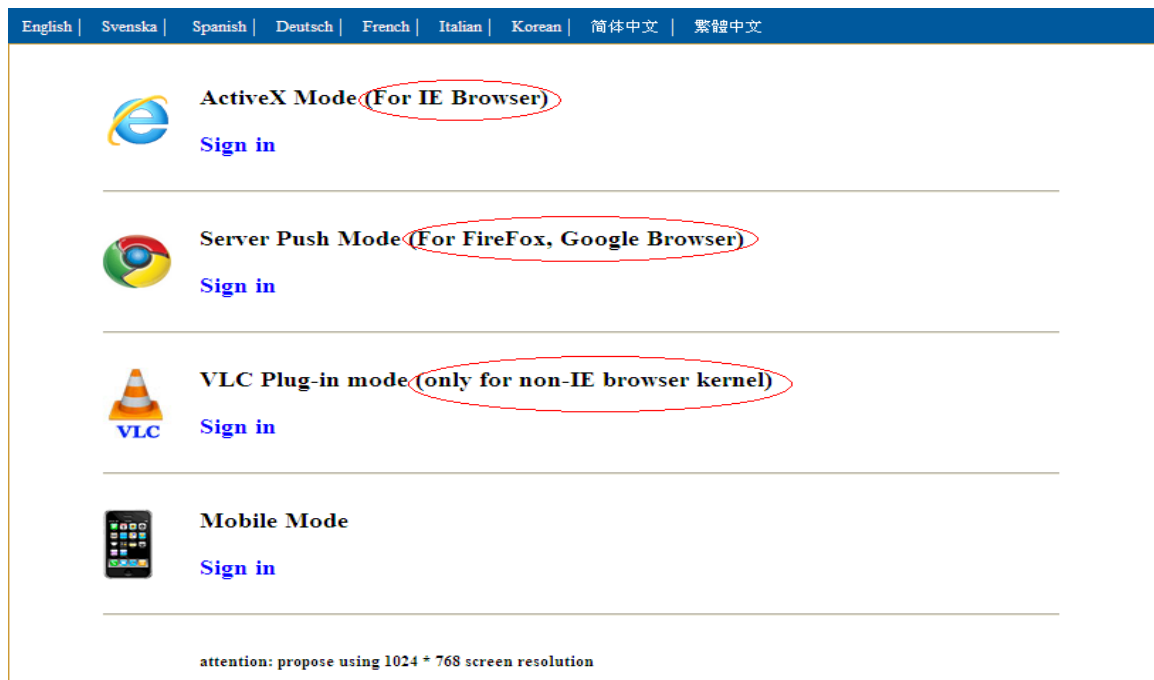 English | Svenska | Spanish | Deutsch | French | Italian | Korean | 简体中文 | 繁體中文
ActiveX Mode (For IE Browser)
Sign in
Server Push Mode (For FireFox, Google Browser)
Sign in
VLC Plug-in mode (only for non-IE browser kernel)
VLC
Sign in
Mobile Mode
Sign in
attention: propose using 1024 * 768 screen resolution